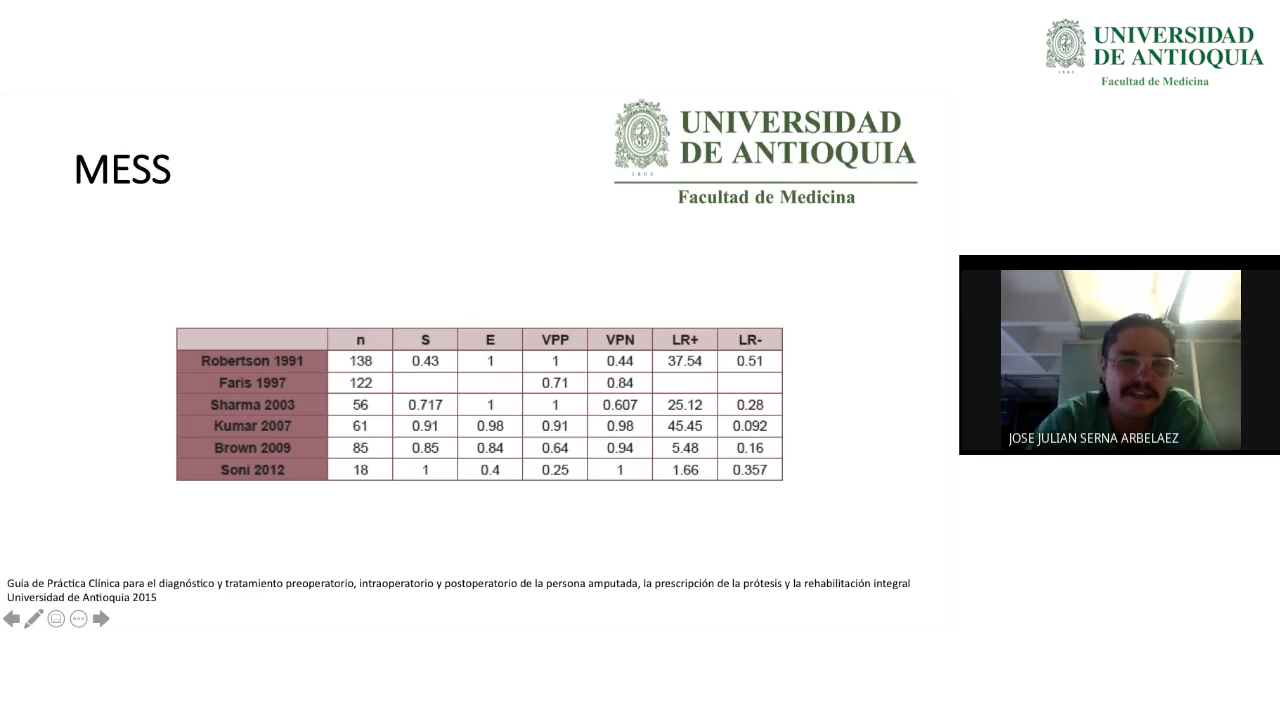 UNIVERSIDAD
DE ANTIOQUIA
1803
Facultad de Medicina
UNIVERSIDAD
DE ANTIOQUIA
1803
Facultad de Medicina
MESS
n S E VPP VPN LR+ LR-
Robertson 1991 138 0.43 1 1 0.44 37.54 0.51
Faris 1997 122 0.71 0.84
Sharma 2003 56 0.717 1 1 0.607 25.12 0.28
Kumar 2007 61 0.91 0.98 0.91 0.98 45.45 0.092
Brown 2009 85 0.85 0.84 0.64 0.94 5.48 0.16
Soni 2012 18 1 0.4 0.25 1 1.66 0.357
JOSE JULIAN SERNA ARBELAEZ
Guía de Práctica Clínica para el diagnóstico y tratamiento preoperatorio, intraoperatorio y postoperatorio de la persona amputada, la prescripción de la prótesis y la rehabilitación integral
Universidad de Antioquia 2015